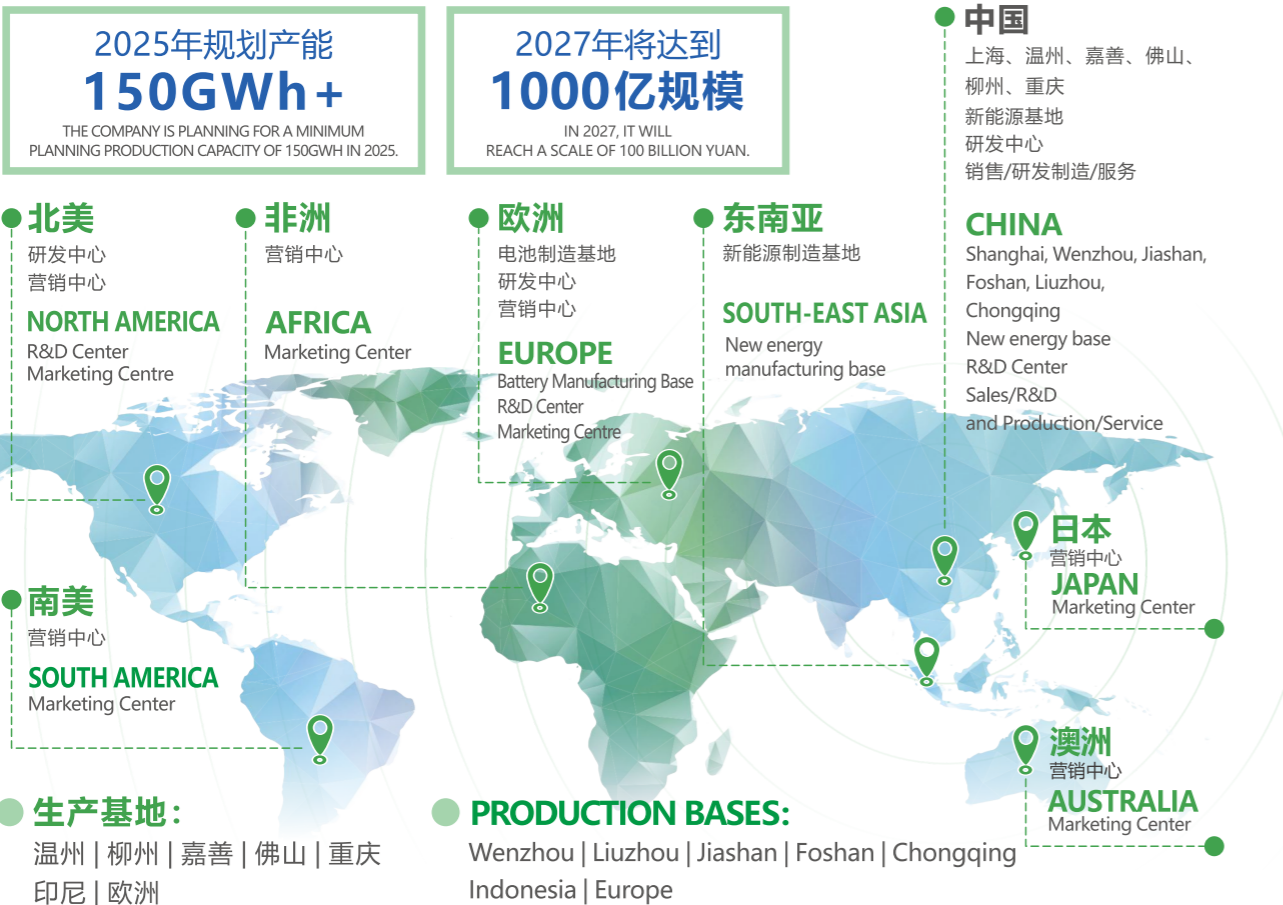 2025年规划产能
150GWh+
THE COMPANY IS PLANNING FOR A MINIMUM
PLANNING PRODUCTION CAPACITY OF 150GWH IN 2025.
2027年将达到
1000亿规模
IN 2027, IT WILL
REACH A SCALE OF 100 BILLION YUAN.
中国
上海、温州、嘉善、佛山、
柳州、重庆
新能源基地
研发中心
销售/研发制造/服务
CHINA
Shanghai, Wenzhou, Jiashan,
Foshan, Liuzhou,
Chongqing
New energy base
R&D Center
Sales/R&D
and Production/Service
北美
研发中心
营销中心
NORTH AMERICA
R&D Center
Marketing Centre
非洲
营销中心
AFRICA
Marketing Center
欧洲
电池制造基地
研发中心
营销中心
EUROPE
Battery Manufacturing Base
R&D Center
Marketing Centre
东南亚
新能源制造基地
SOUTH-EAST ASIA
New energy
manufacturing base
日本
营销中心
JAPAN
Marketing Center
南美
营销中心
SOUTH AMERICA
Marketing Center
澳洲
营销中心
AUSTRALIA
Marketing Center
生产基地：
温州 | 柳州 | 嘉善 | 佛山 | 重庆
印尼 | 欧洲
PRODUCTION BASES:
Wenzhou | Liuzhou | Jiashan | Foshan | Chongqing
Indonesia | Europe